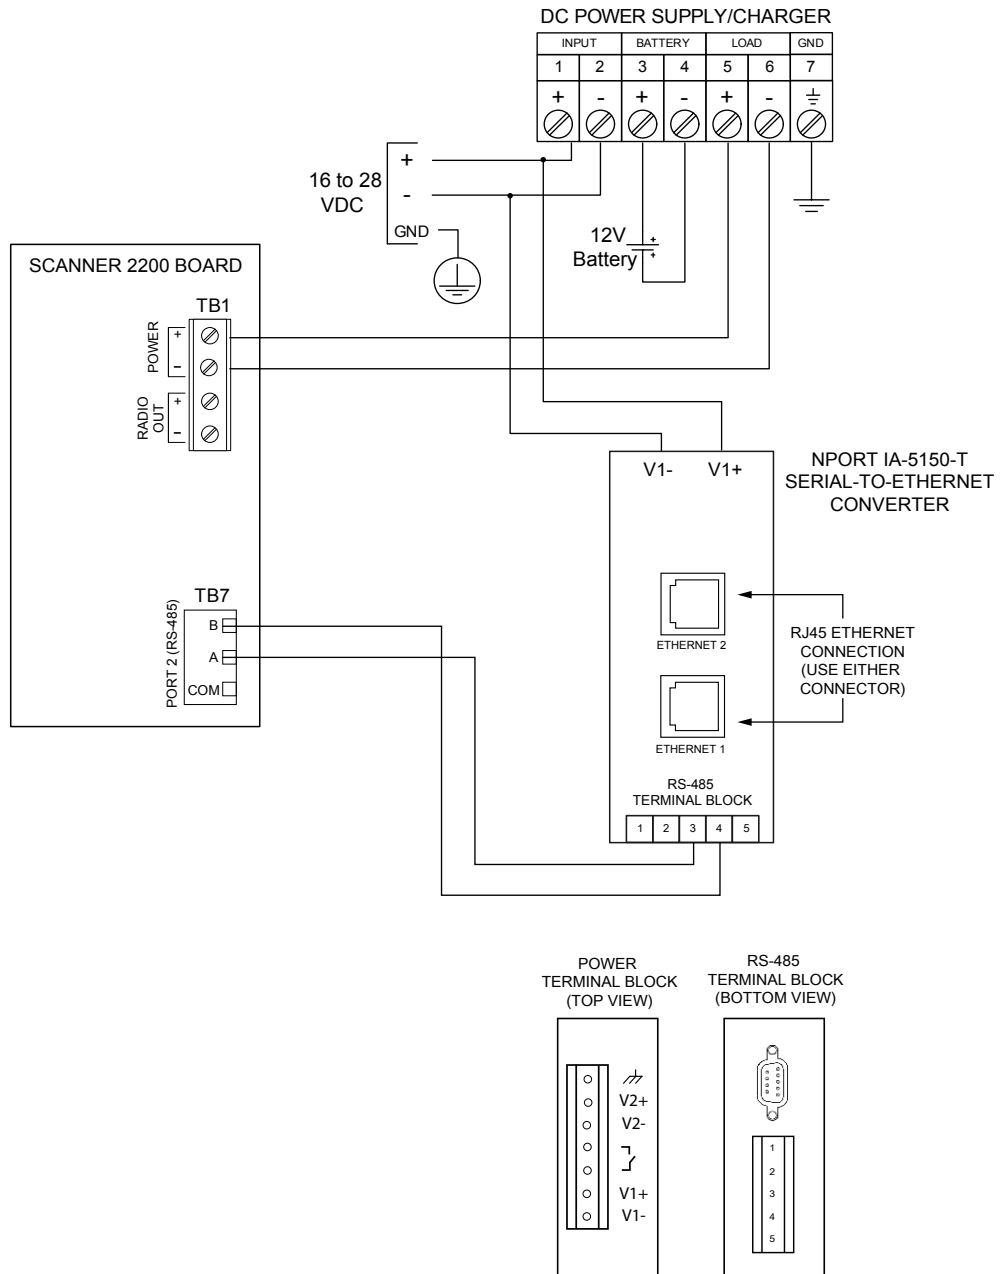 DC POWER SUPPLY/CHARGER
INPUT BATTERY LOAD GND
1 2 3 4 5 6 7
+ - + - + -
16 to 28
VDC
+
-
GND
12V
Battery
+
+
SCANNER 2200 BOARD
TB1
POWER
+
-
RADIO
OUT
+
-
TB7
PORT 2 (RS-485)
B
A
COM
V1- V1+
NPORT IA-5150-T
SERIAL-TO-ETHERNET
CONVERTER
ETHERNET 2
RJ45 ETHERNET
CONNECTION
(USE EITHER
CONNECTOR)
ETHERNET 1
RS-485
TERMINAL BLOCK
1 2 3 4 5
POWER
TERMINAL BLOCK
(TOP VIEW)
V2+
V2-
V1+
V1-
RS-485
TERMINAL BLOCK
(BOTTOM VIEW)
1
2
3
4
5